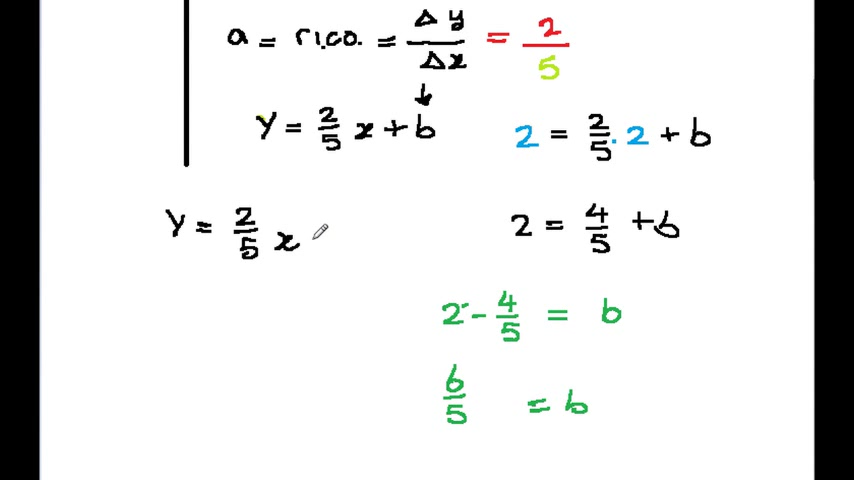 a = rico. = Δy/Δx = 2/5
↓
Y = 2/5 x + b
2 = 2/5 · 2 + b
Y = 2/5 x
2 = 4/5 + b
2 - 4/5 = b
6/5 = b